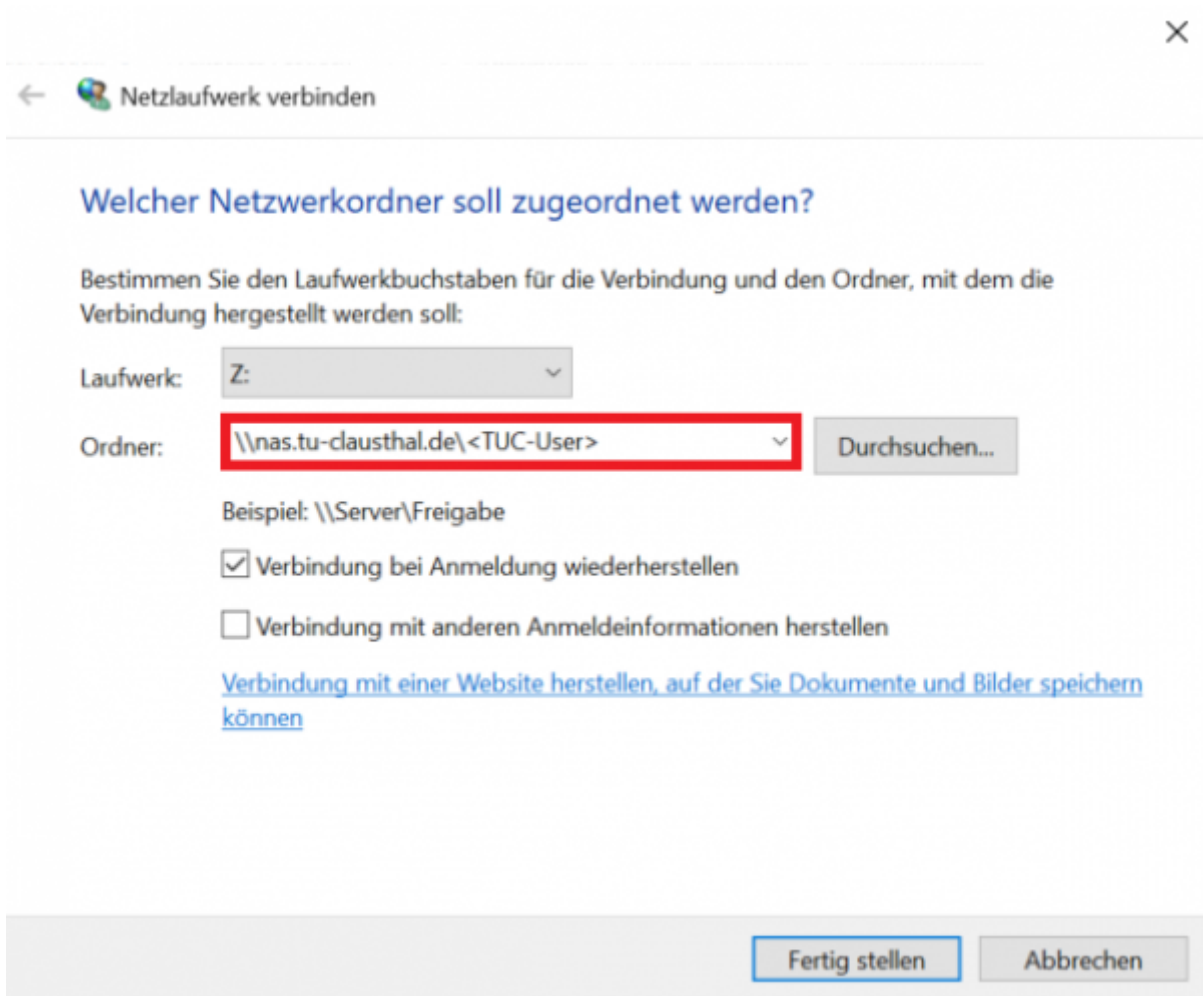 Netzlaufwerk verbinden
Welcher Netzwerkordner soll zugeordnet werden?
Bestimmen Sie den Laufwerkbuchstaben für die Verbindung und den Ordner, mit dem die
Verbindung hergestellt werden soll:
Laufwerk: Z:
Ordner: \\nas.tu-clausthal.de\<TUC-User> Durchsuchen...
Beispiel: \\Server\Freigabe
Verbindung bei Anmeldung wiederherstellen
Verbindung mit anderen Anmeldeinformationen herstellen
Verbindung mit einer Website herstellen, auf der Sie Dokumente und Bilder speichern
können
Fertig stellen Abbrechen